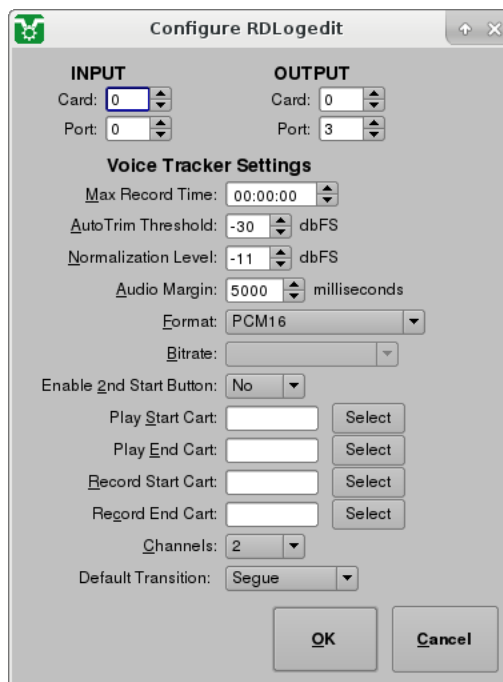 Configure RDLogedit
INPUT OUTPUT
Card: 0 Card: 0
Port: 0 Port: 3
Voice Tracker Settings
Max Record Time: 00:00:00
AutoTrim Threshold: -30 dbFS
Normalization Level: -11 dbFS
Audio Margin: 5000 milliseconds
Format: PCM16
Bitrate:
Enable 2nd Start Button: No
Play Start Cart: Select
Play End Cart: Select
Record Start Cart: Select
Record End Cart: Select
Channels: 2
Default Transition: Segue
OK Cancel